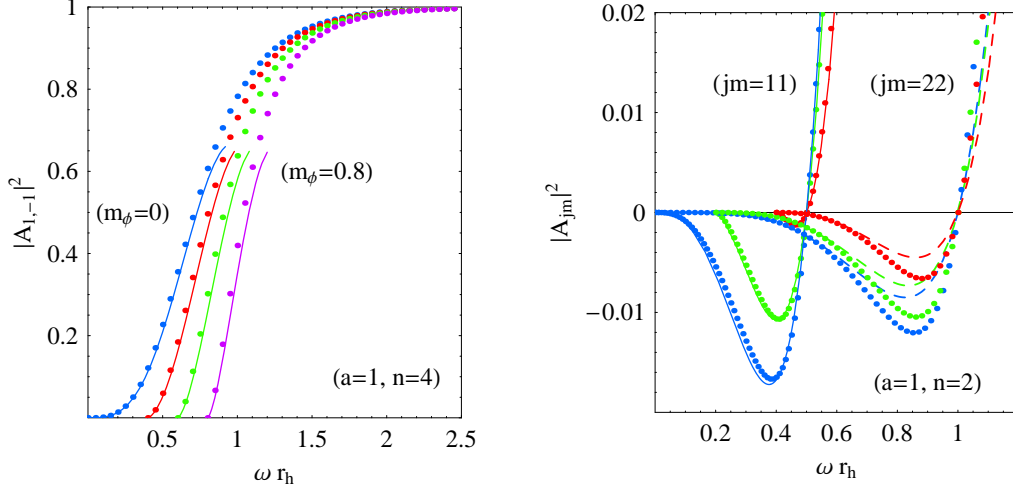 1
0.8
0.6
0.4
0.2
0.5
1
1.5
2
2.5
|A₁,₋₁|²
ω rₕ
(mᵩ=0)
(mᵩ=0.8)
(a=1, n=4)
0.02
0.01
0
−0.01
0.2
0.4
0.6
0.8
1
|Aⱼₘ|²
ω rₕ
(jm=11)
(jm=22)
(a=1, n=2)